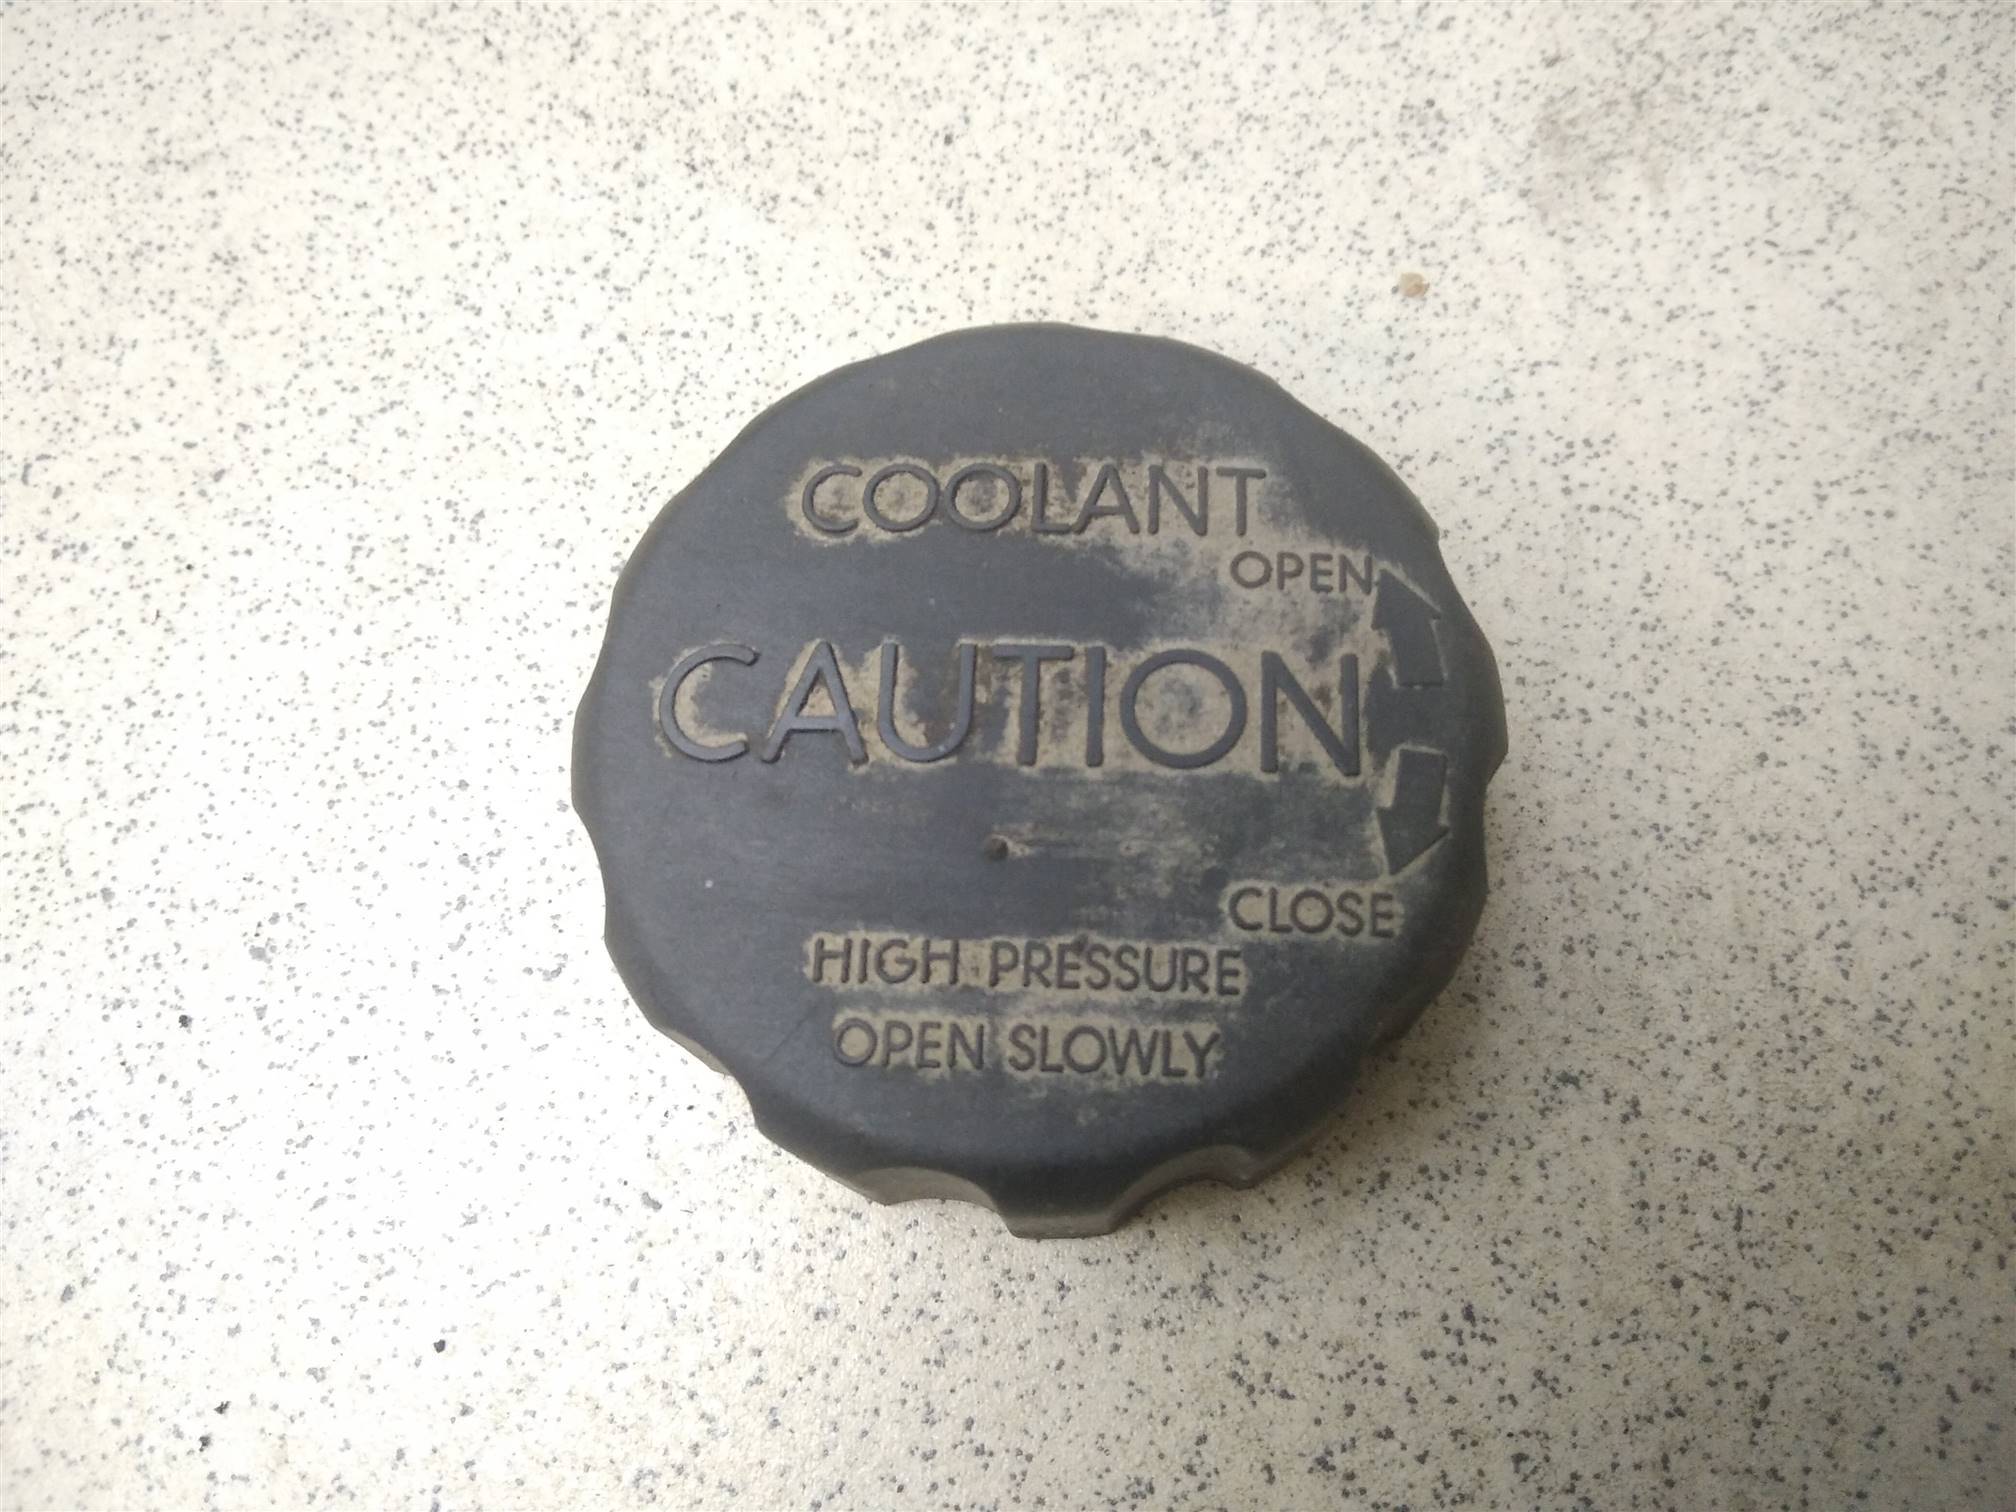 COOLANT
OPEN
CAUTION
CLOSE
HIGH PRESSURE
OPEN SLOWLY